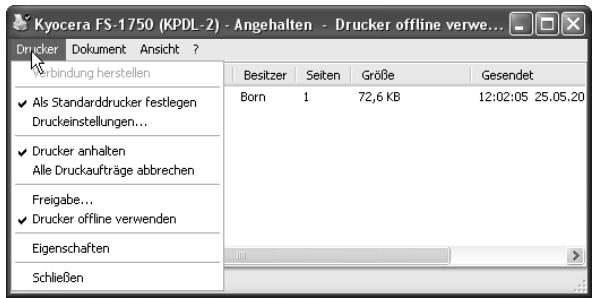 Kyocera FS-1750 (KPDL-2) - Angehalten - Drucker offline verwe...
Drucker Dokument Ansicht ?
Verbindung herstellen
Als Standarddrucker festlegen
Druckeinstellungen...
Drucker anhalten
Alle Druckaufträge abbrechen
Freigabe...
Drucker offline verwenden
Eigenschaften
Schließen
Besitzer Seiten Größe Gesendet
Born 1 72,6 KB 12:02:05 25.05.20